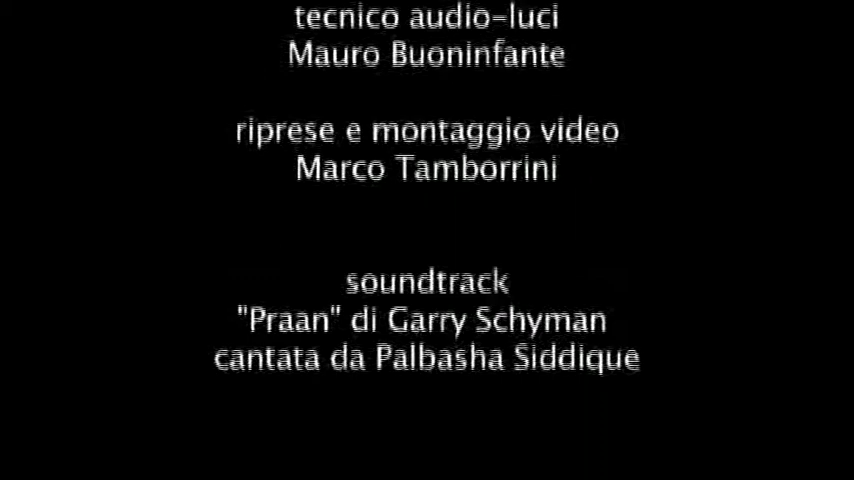 tecnico audio-luci
Mauro Buoninfante
riprese e montaggio video
Marco Tamborrini
soundtrack
"Praan" di Garry Schyman
cantata da Palbasha Siddique